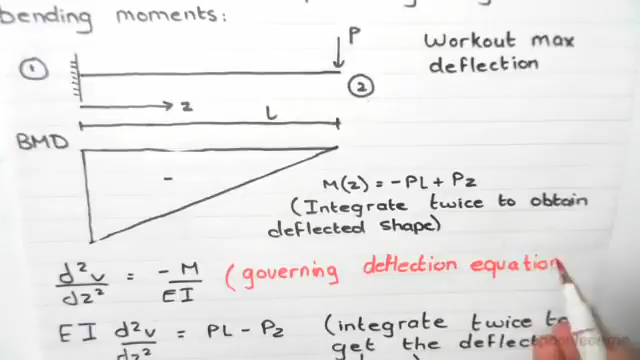 bending moments:
P
Workout max
deflection
1
2
z
L
BMD
-
M(z) = -PL + Pz
(Integrate twice to obtain
deflected shape)
d²v/dz² = -M/EI (governing deflection equation
EI d²v/dz² = PL - Pz (integrate twice to
get the deflected